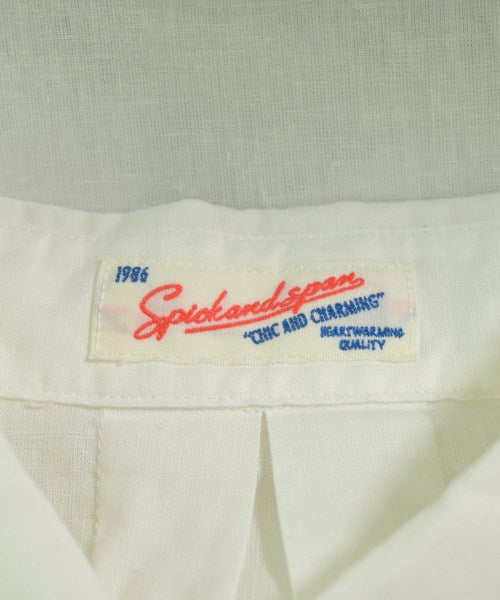 1986
Spickandspan
"CHIC AND CHARMING"
HEARTWARMING
QUALITY